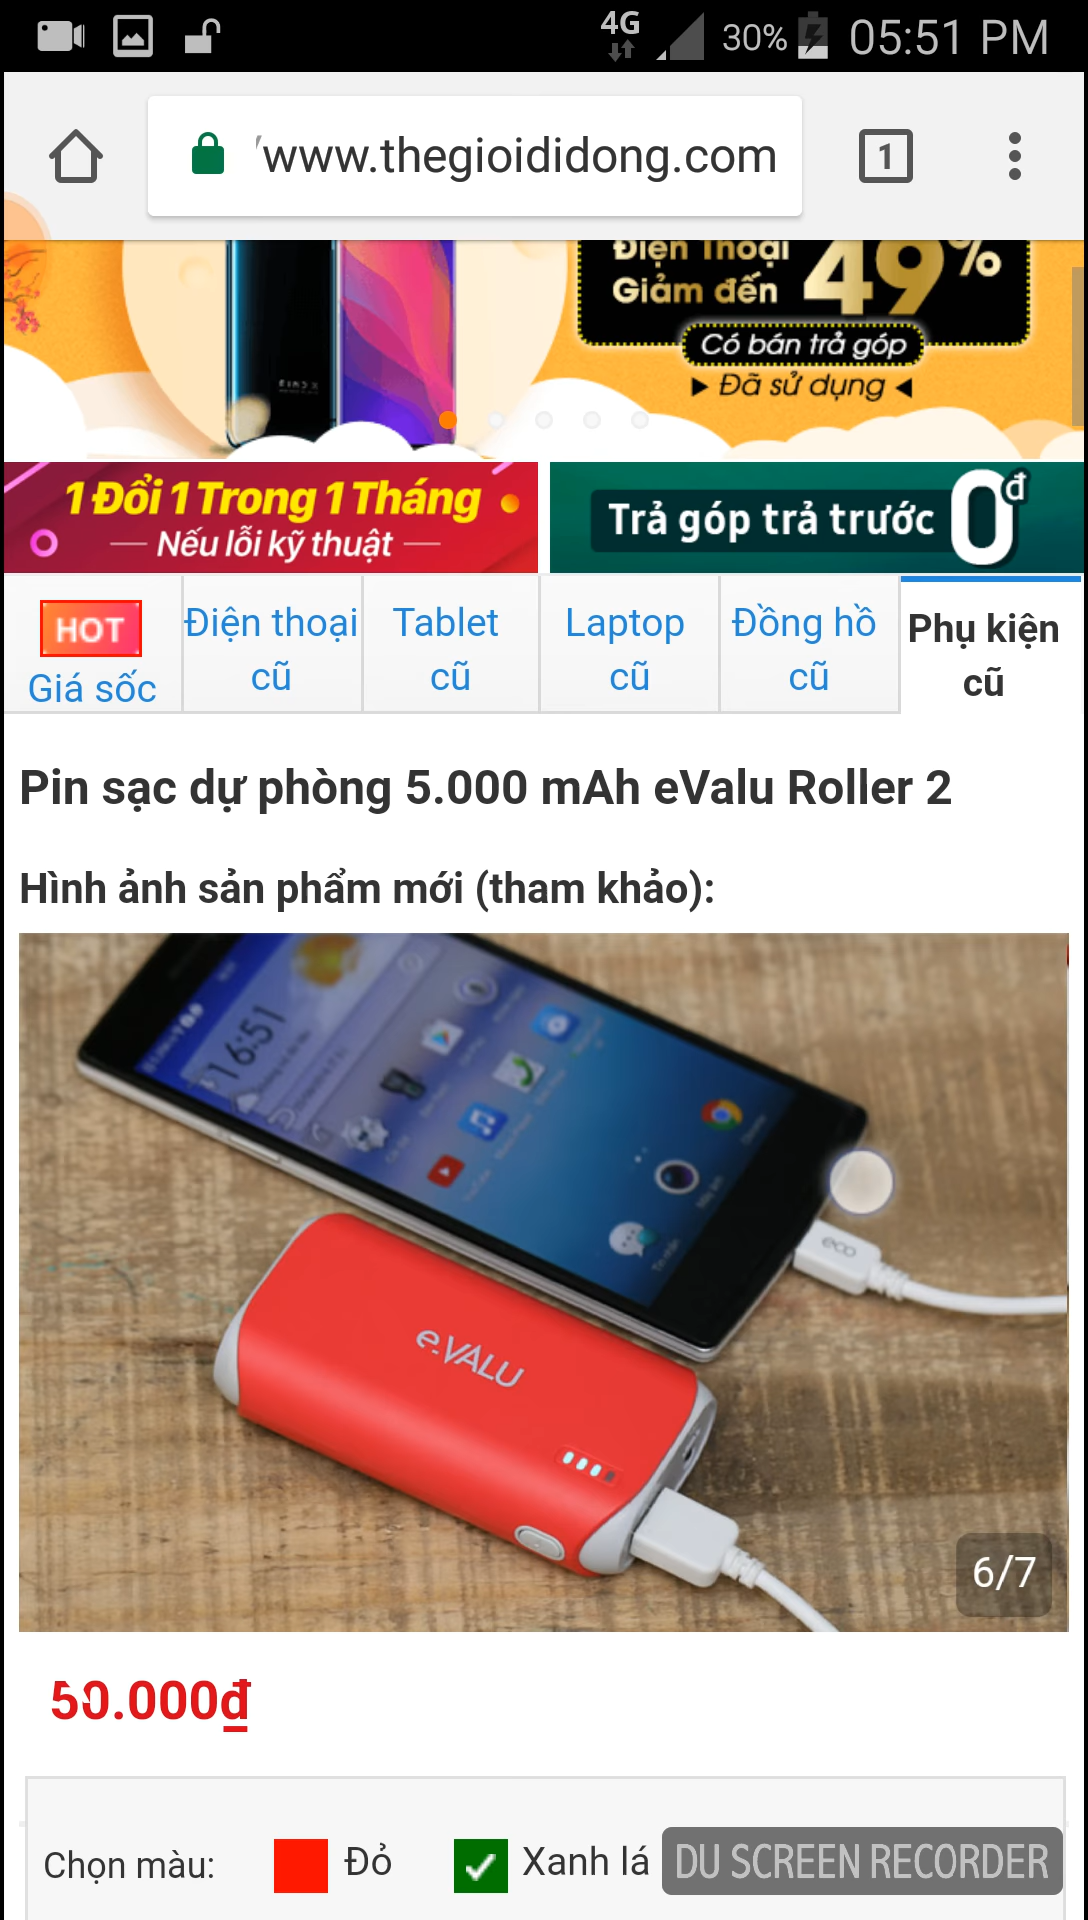 4G 30% 05:51 PM
www.thegioididong.com
1
Điện Thoại
Giảm đến 49%
Có bán trả góp
▸ Đã sử dụng ◂
1 Đổi 1 Trong 1 Tháng
Nếu lỗi kỹ thuật
Trả góp trả trước 0đ
HOT
Giá sốc
Điện thoại
cũ
Tablet
cũ
Laptop
cũ
Đồng hồ
cũ
Phụ kiện
cũ
Pin sạc dự phòng 5.000 mAh eValu Roller 2
Hình ảnh sản phẩm mới (tham khảo):
16:51
eco
e.VALU
6/7
50.000₫
Chọn màu: Đỏ Xanh lá
DU SCREEN RECORDER